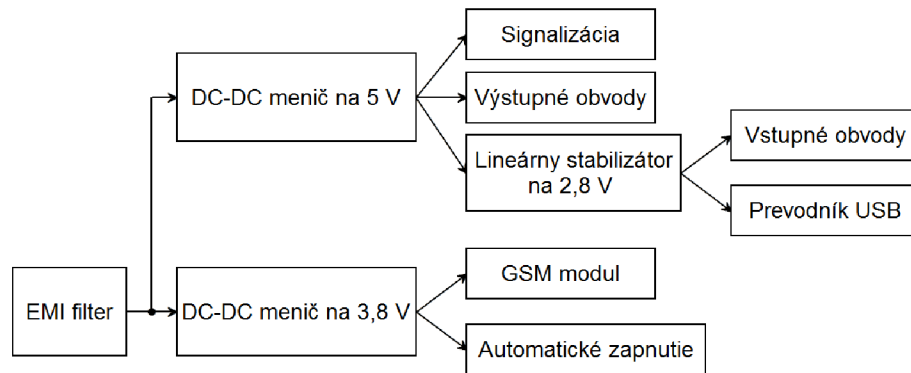 Signalizácia
DC-DC menič na 5 V
Výstupné obvody
Lineárny stabilizátor
na 2,8 V
Vstupné obvody
Prevodník USB
EMI filter
DC-DC menič na 3,8 V
GSM modul
Automatické zapnutie